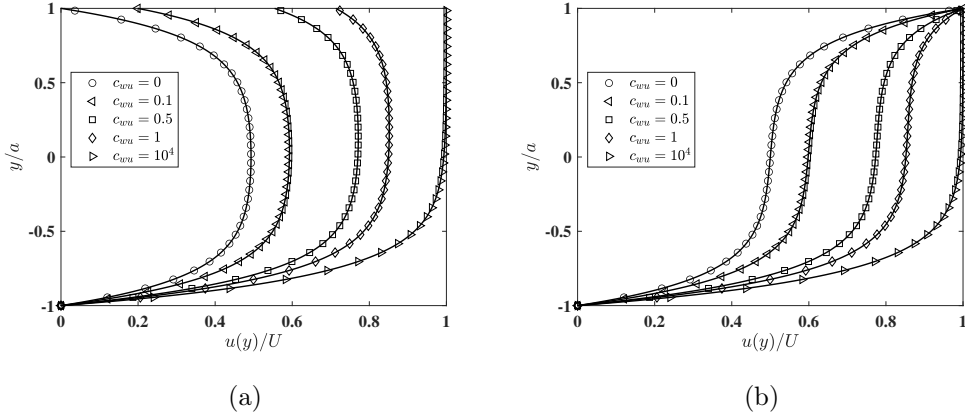 1
0.5
0
-0.5
-1
y/a
0
0.2
0.4
0.6
0.8
1
u(y)/U
c_{wu} = 0
c_{wu} = 0.1
c_{wu} = 0.5
c_{wu} = 1
c_{wu} = 10^4
(a)
1
0.5
0
-0.5
-1
y/a
0
0.2
0.4
0.6
0.8
1
u(y)/U
c_{wu} = 0
c_{wu} = 0.1
c_{wu} = 0.5
c_{wu} = 1
c_{wu} = 10^4
(b)